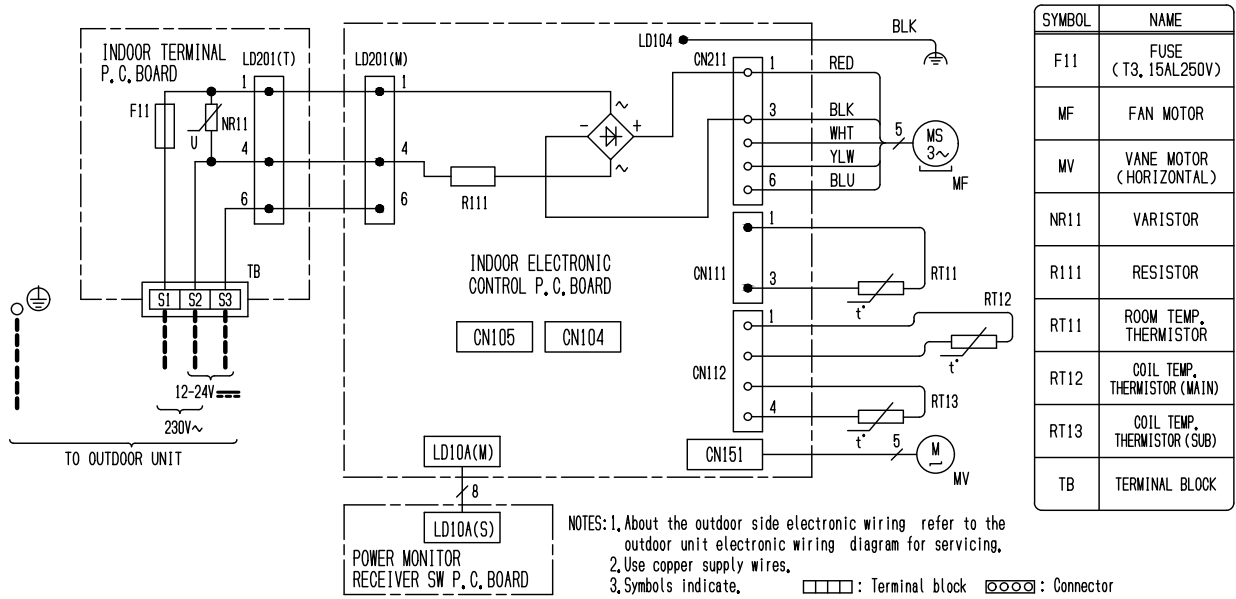 INDOOR TERMINAL
P.C.BOARD
LD201(T)
LD201(M)
F11
NR11
U
1
4
6
1
4
6
R111
TB
S1 S2 S3
12-24V
230V~
TO OUTDOOR UNIT
LD104
BLK
CN211
1
3
6
RED
BLK
WHT
YLW
BLU
5
MS
3~
MF
~
-
+
~
INDOOR ELECTRONIC
CONTROL P.C.BOARD
CN105
CN104
CN111
1
3
RT11
t°
CN112
1
4
RT12
t°
RT13
t°
CN151
5
M
MV
LD10A(M)
8
LD10A(S)
POWER MONITOR
RECEIVER SW P.C.BOARD
NOTES:1.About the outdoor side electronic wiring refer to the
outdoor unit electronic wiring diagram for servicing.
2.Use copper supply wires.
3.Symbols indicate. : Terminal block : Connector
SYMBOL NAME
F11 FUSE
(T3.15AL250V)
MF FAN MOTOR
MV VANE MOTOR
(HORIZONTAL)
NR11 VARISTOR
R111 RESISTOR
RT11 ROOM TEMP.
THERMISTOR
RT12 COIL TEMP.
THERMISTOR(MAIN)
RT13 COIL TEMP.
THERMISTOR(SUB)
TB TERMINAL BLOCK